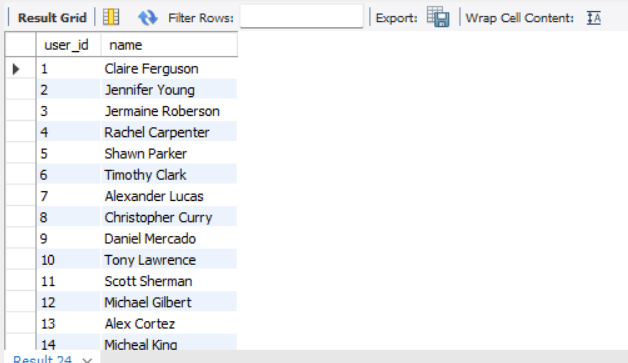 Result Grid Filter Rows: Export: Wrap Cell Content: IA
user_id name
1 Claire Ferguson
2 Jennifer Young
3 Jermaine Roberson
4 Rachel Carpenter
5 Shawn Parker
6 Timothy Clark
7 Alexander Lucas
8 Christopher Curry
9 Daniel Mercado
10 Tony Lawrence
11 Scott Sherman
12 Michael Gilbert
13 Alex Cortez
14 Micheal King
Result 24